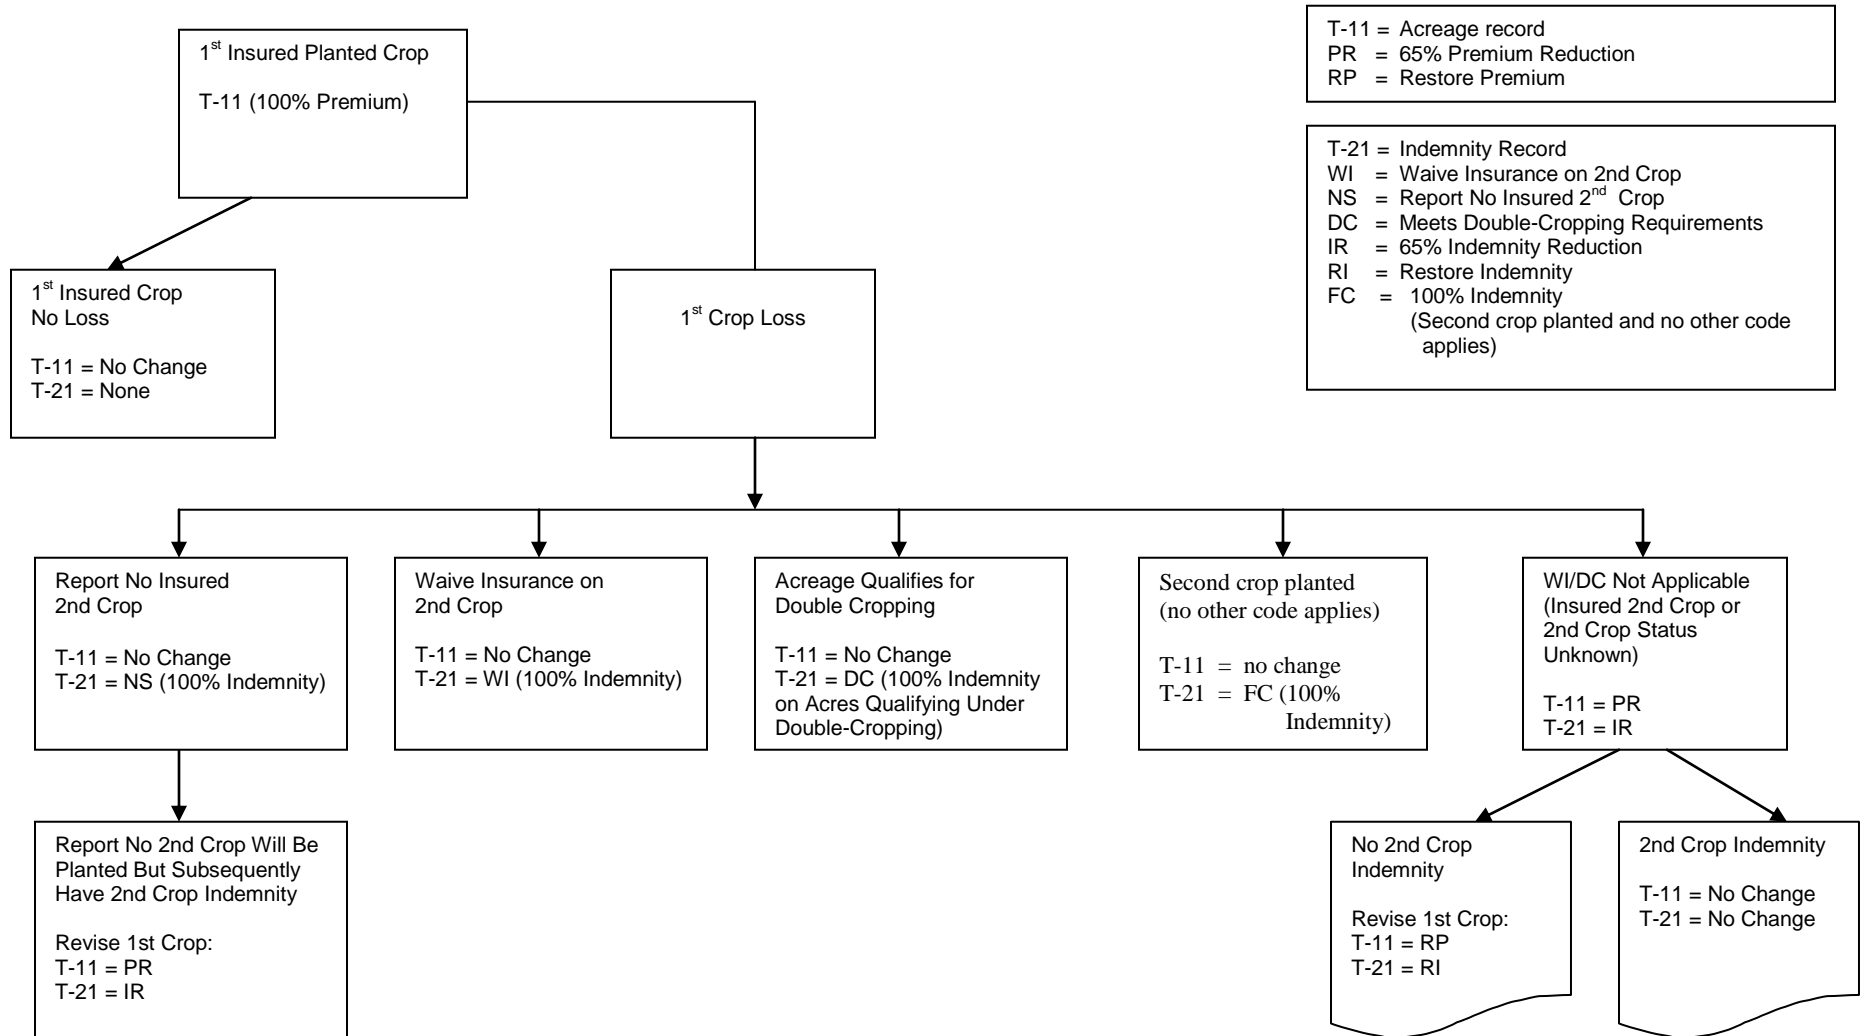 1st Insured Planted Crop
T-11 (100% Premium)
T-11 = Acreage record
PR = 65% Premium Reduction
RP = Restore Premium
T-21 = Indemnity Record
WI = Waive Insurance on 2nd Crop
NS = Report No Insured 2nd Crop
DC = Meets Double-Cropping Requirements
IR = 65% Indemnity Reduction
RI = Restore Indemnity
FC = 100% Indemnity
(Second crop planted and no other code
applies)
1st Insured Crop
No Loss
T-11 = No Change
T-21 = None
1st Crop Loss
Report No Insured
2nd Crop
T-11 = No Change
T-21 = NS (100% Indemnity)
Waive Insurance on
2nd Crop
T-11 = No Change
T-21 = WI (100% Indemnity)
Acreage Qualifies for
Double Cropping
T-11 = No Change
T-21 = DC (100% Indemnity
on Acres Qualifying Under
Double-Cropping)
Second crop planted
(no other code applies)
T-11 = no change
T-21 = FC (100%
Indemnity)
WI/DC Not Applicable
(Insured 2nd Crop or
2nd Crop Status
Unknown)
T-11 = PR
T-21 = IR
Report No 2nd Crop Will Be
Planted But Subsequently
Have 2nd Crop Indemnity
Revise 1st Crop:
T-11 = PR
T-21 = IR
No 2nd Crop
Indemnity
Revise 1st Crop:
T-11 = RP
T-21 = RI
2nd Crop Indemnity
T-11 = No Change
T-21 = No Change